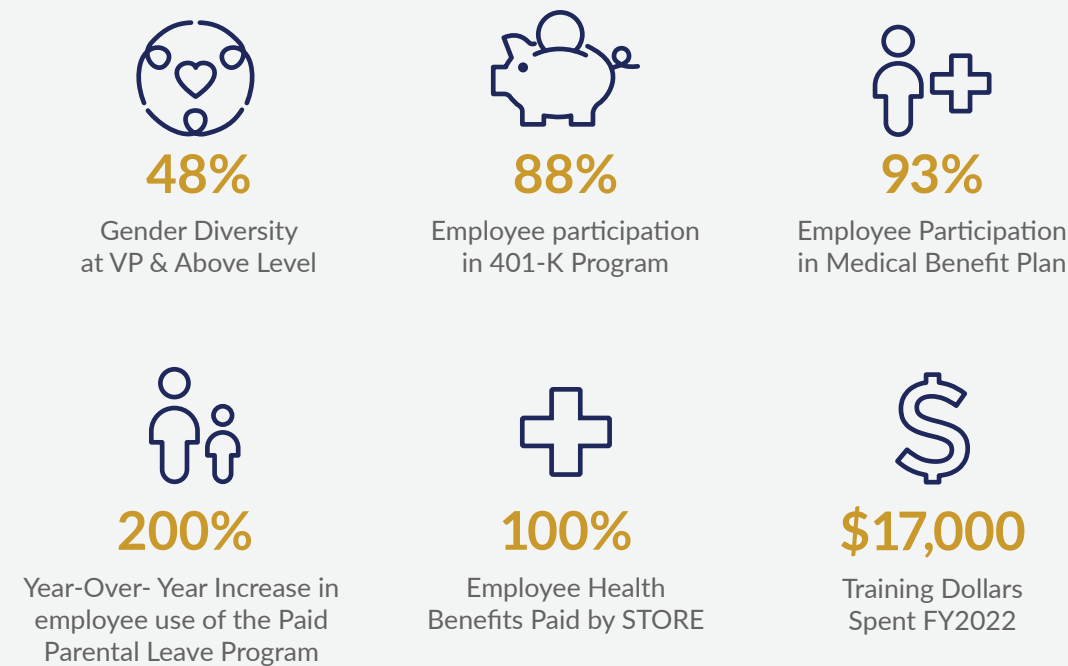 48%
Gender Diversity
at VP & Above Level
88%
Employee participation
in 401-K Program
93%
Employee Participation
in Medical Benefit Plan
200%
Year-Over- Year Increase in
employee use of the Paid
Parental Leave Program
100%
Employee Health
Benefits Paid by STORE
$17,000
Training Dollars
Spent FY2022